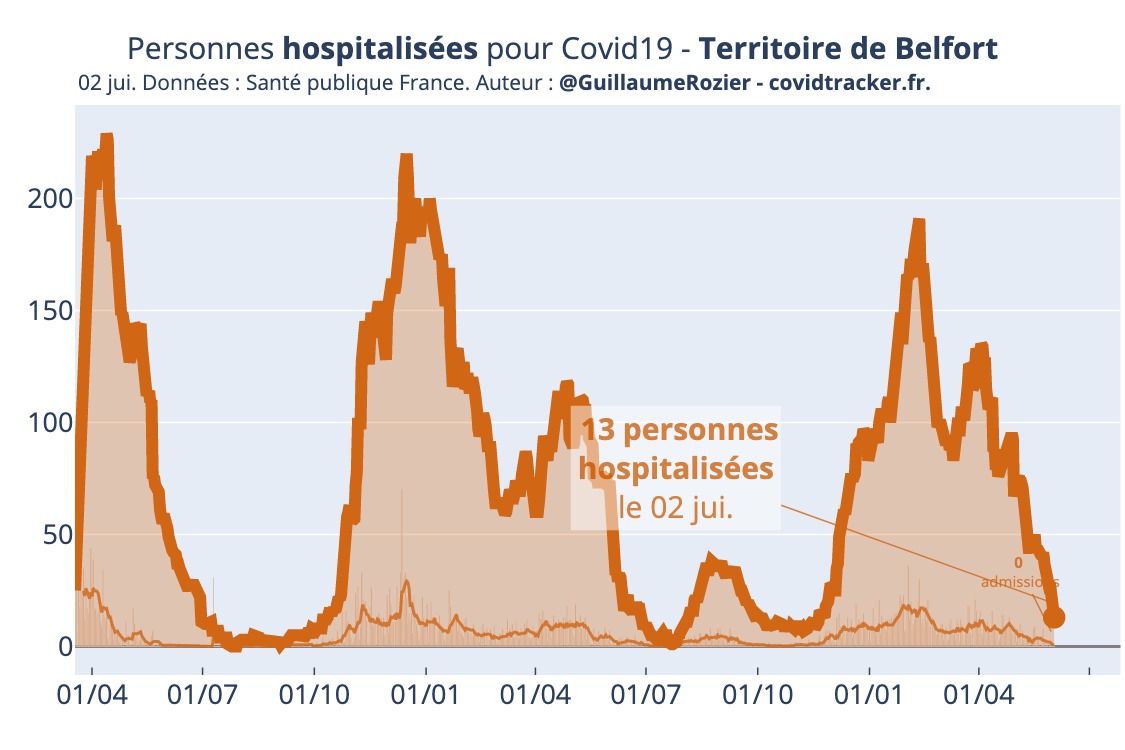 Personnes hospitalisées pour Covid19 - Territoire de Belfort
02 jui. Données : Santé publique France. Auteur : @GuillaumeRozier - covidtracker.fr.
200
150
100
50
0
13 personnes
hospitalisées
le 02 jui.
0
admissions
01/04 01/07 01/10 01/01 01/04 01/07 01/10 01/01 01/04